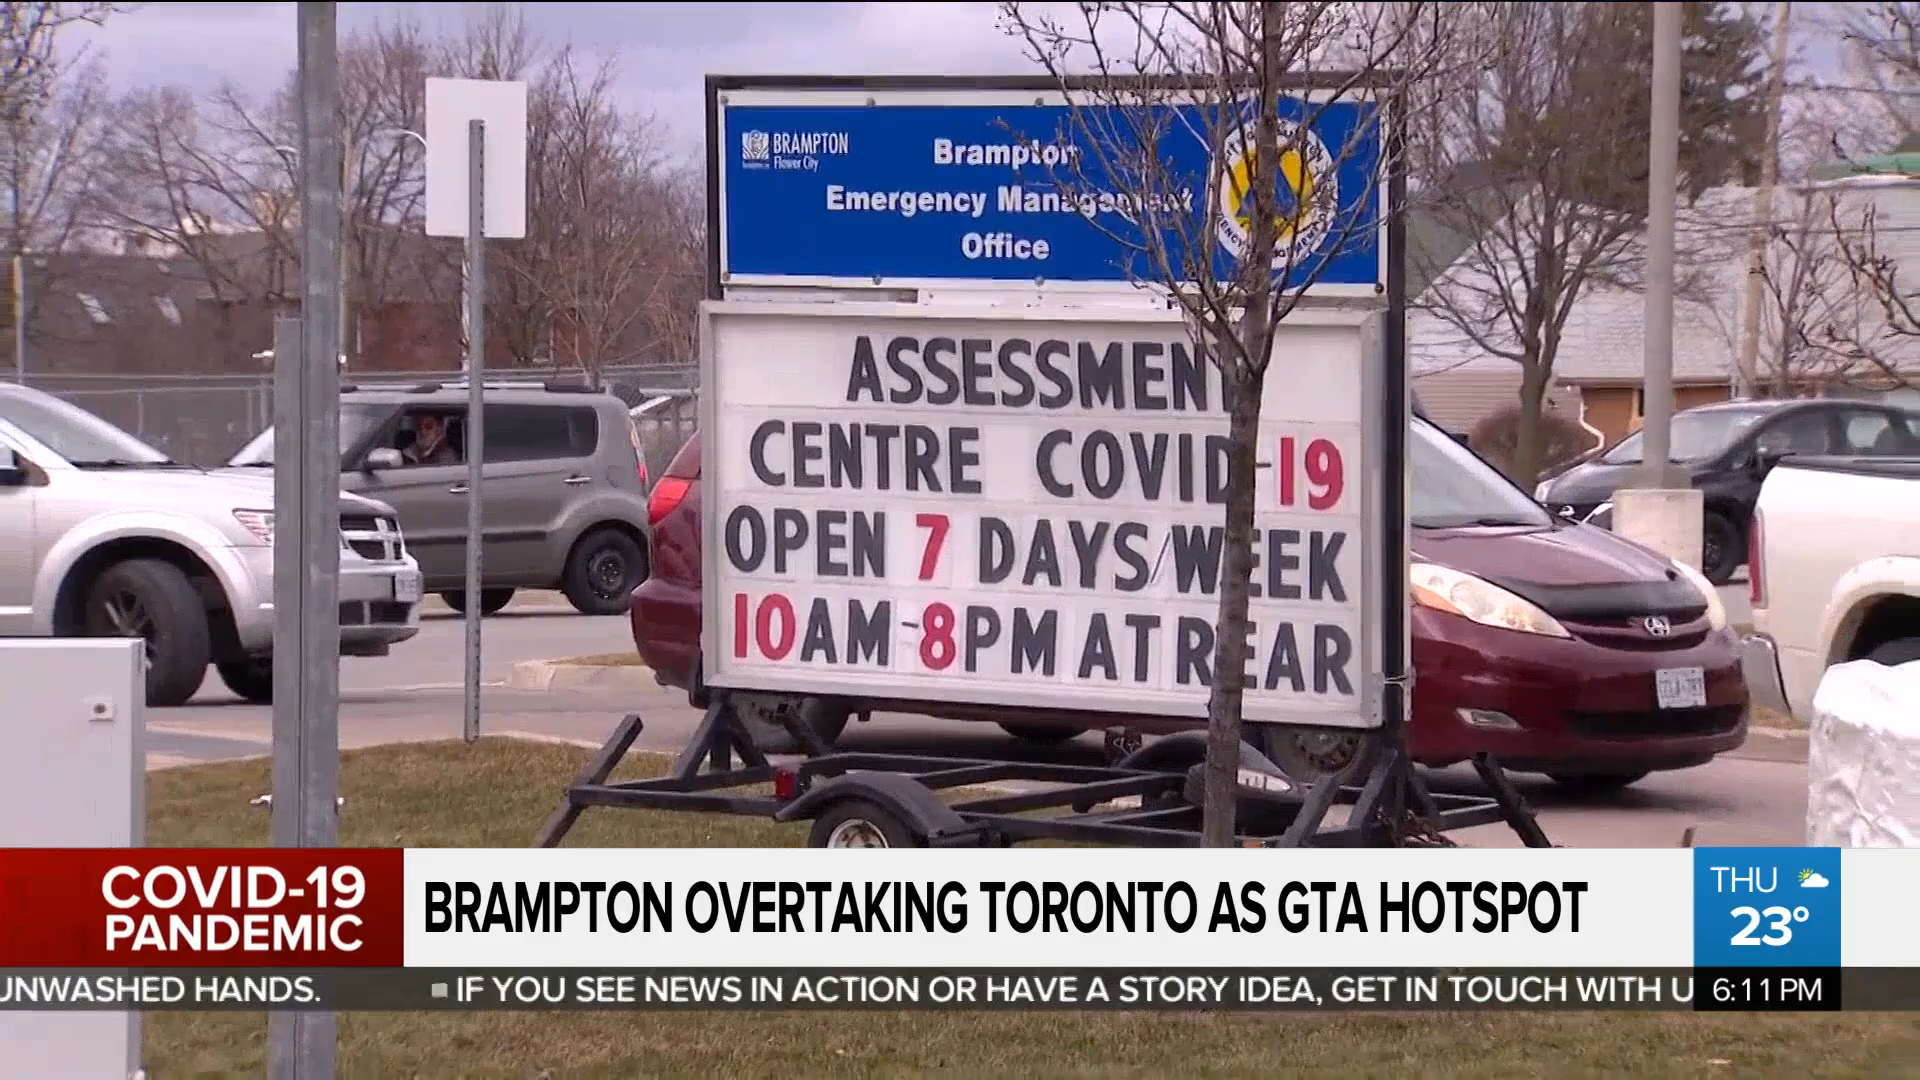 BRAMPTON
Flower City
Brampton
Emergency Management
Office
ASSESSMENT
CENTRE COVID-19
OPEN 7 DAYS/WEEK
10AM-8PM AT REAR
COVID-19
PANDEMIC
BRAMPTON OVERTAKING TORONTO AS GTA HOTSPOT
THU
23°
UNWASHED HANDS. IF YOU SEE NEWS IN ACTION OR HAVE A STORY IDEA, GET IN TOUCH WITH U
6:11 PM